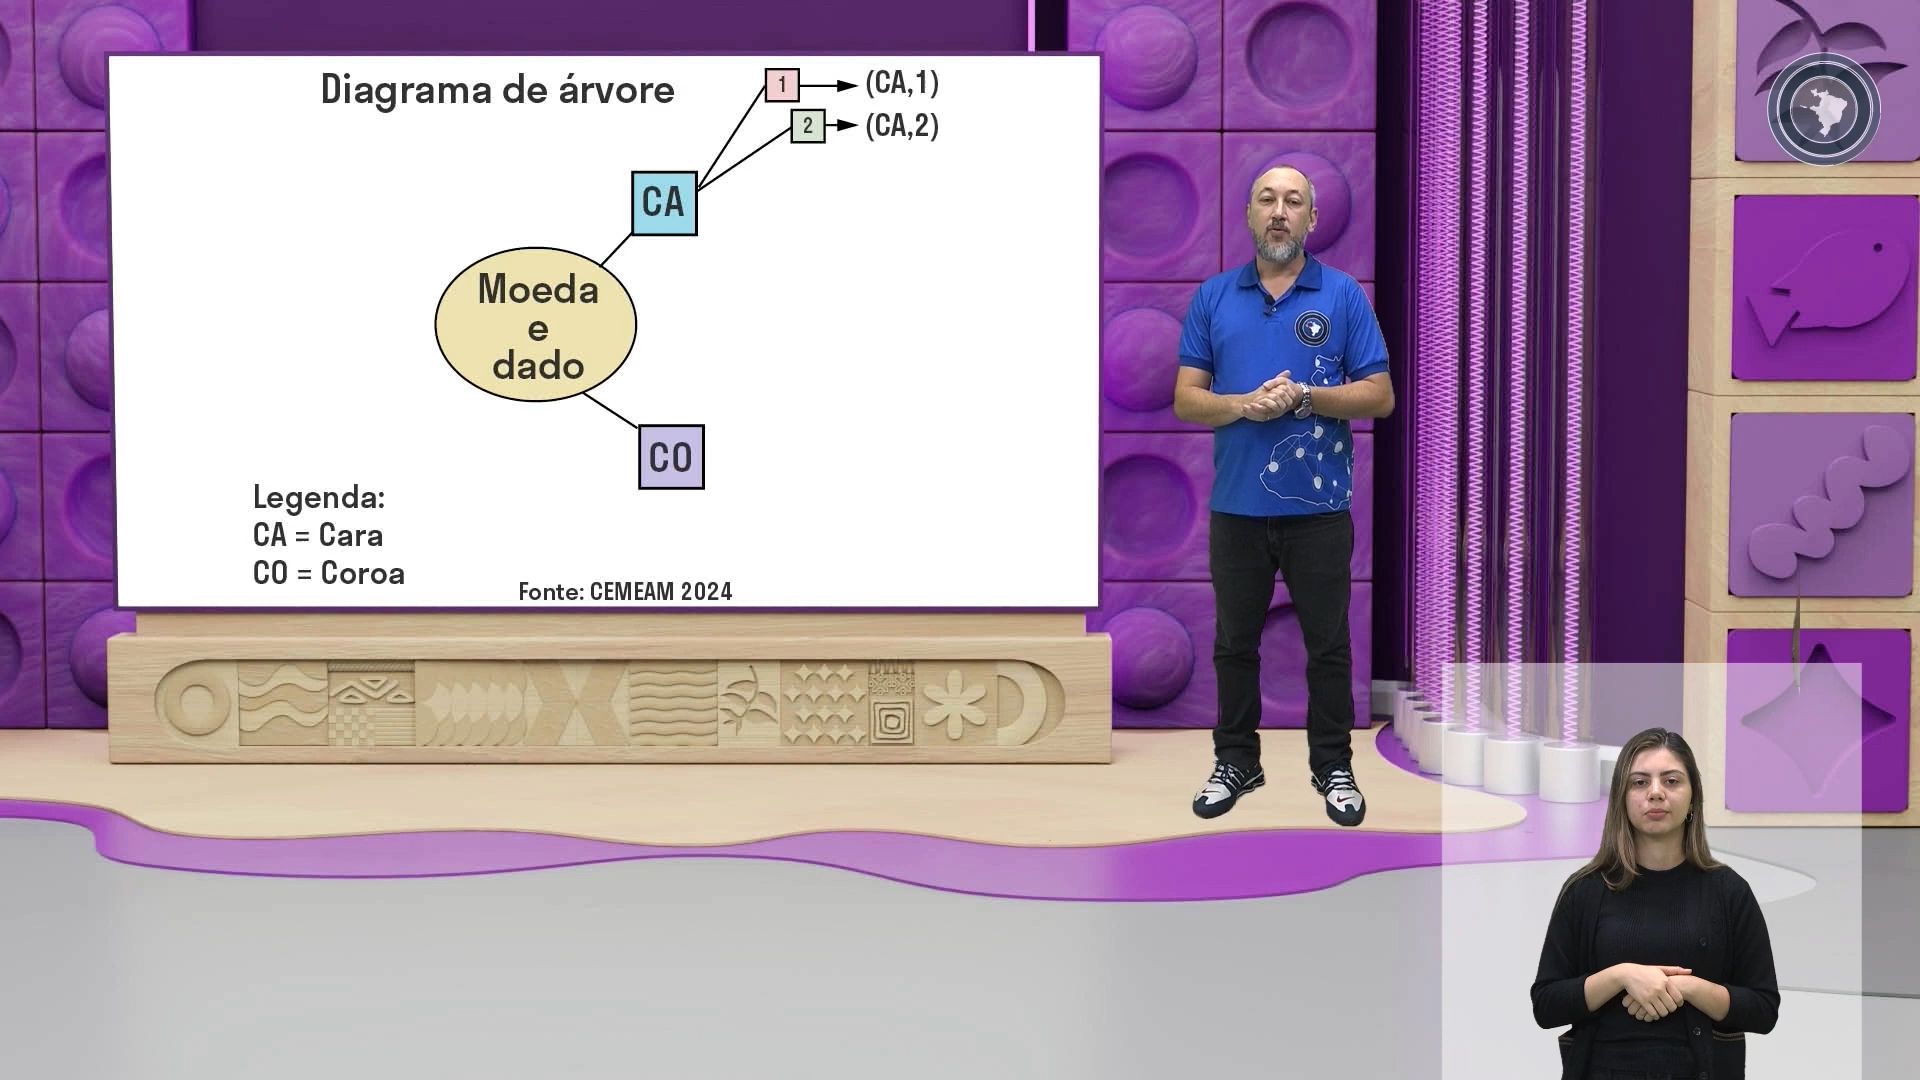 Diagrama de árvore
1
(CA,1)
2
(CA,2)
CA
Moeda
e
dado
CO
Legenda:
CA = Cara
CO = Coroa
Fonte: CEMEAM 2024